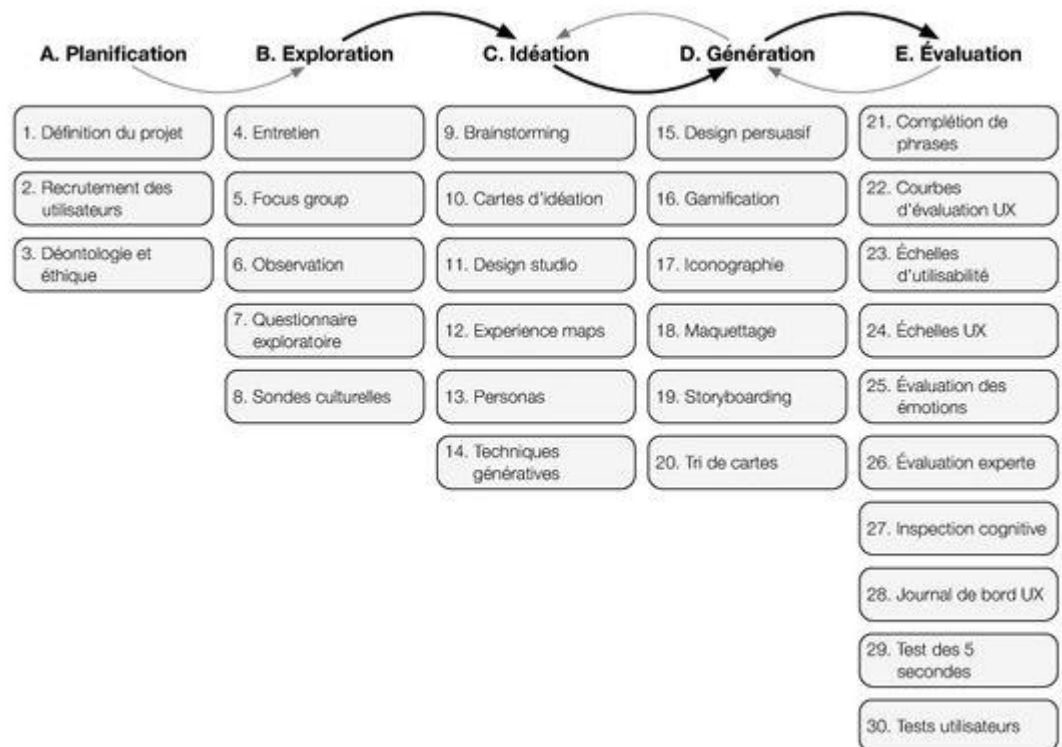 A. Planification
B. Exploration
C. Idéation
D. Génération
E. Évaluation
1. Définition du projet
2. Recrutement des
utilisateurs
3. Déontologie et
éthique
4. Entretien
5. Focus group
6. Observation
7. Questionnaire
exploratoire
8. Sondes culturelles
9. Brainstorming
10. Cartes d'idéation
11. Design studio
12. Experience maps
13. Personas
14. Techniques
génératives
15. Design persuasif
16. Gamification
17. Iconographie
18. Maquettage
19. Storyboarding
20. Tri de cartes
21. Complétion de
phrases
22. Courbes
d'évaluation UX
23. Échelles
d'utilisabilité
24. Échelles UX
25. Évaluation des
émotions
26. Évaluation experte
27. Inspection cognitive
28. Journal de bord UX
29. Test des 5
secondes
30. Tests utilisateurs